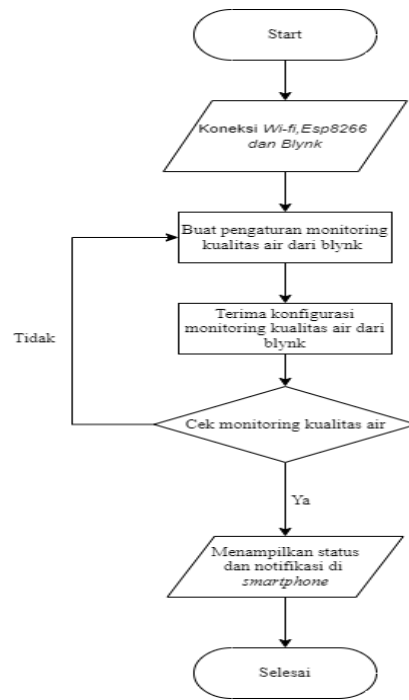 Start
Koneksi Wi-fi,Esp8266
dan Blynk
Buat pengaturan monitoring
kualitas air dari blynk
Terima konfigurasi
monitoring kualitas air dari
blynk
Tidak
Cek monitoring kualitas air
Ya
Menampilkan status
dan notifikasi di
smartphone
Selesai